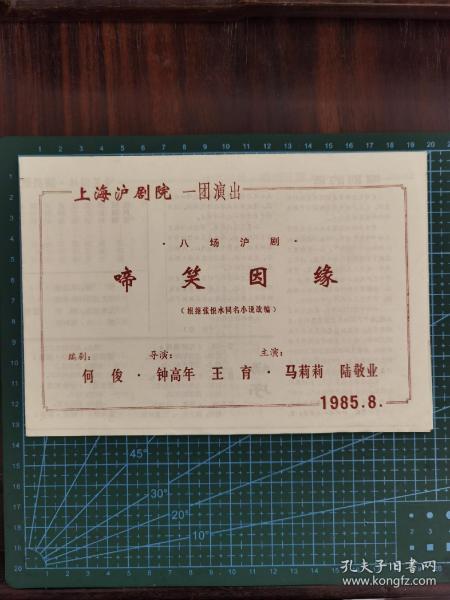 上海沪剧院 一团演出
·八场沪剧·
啼笑因缘
（根据张恨水同名小说改编）
编剧： 导演： 主演：
何俊·钟高年 王育·马莉莉 陆敬业
1985.8.
孔夫子旧书网
www.kongfz.com